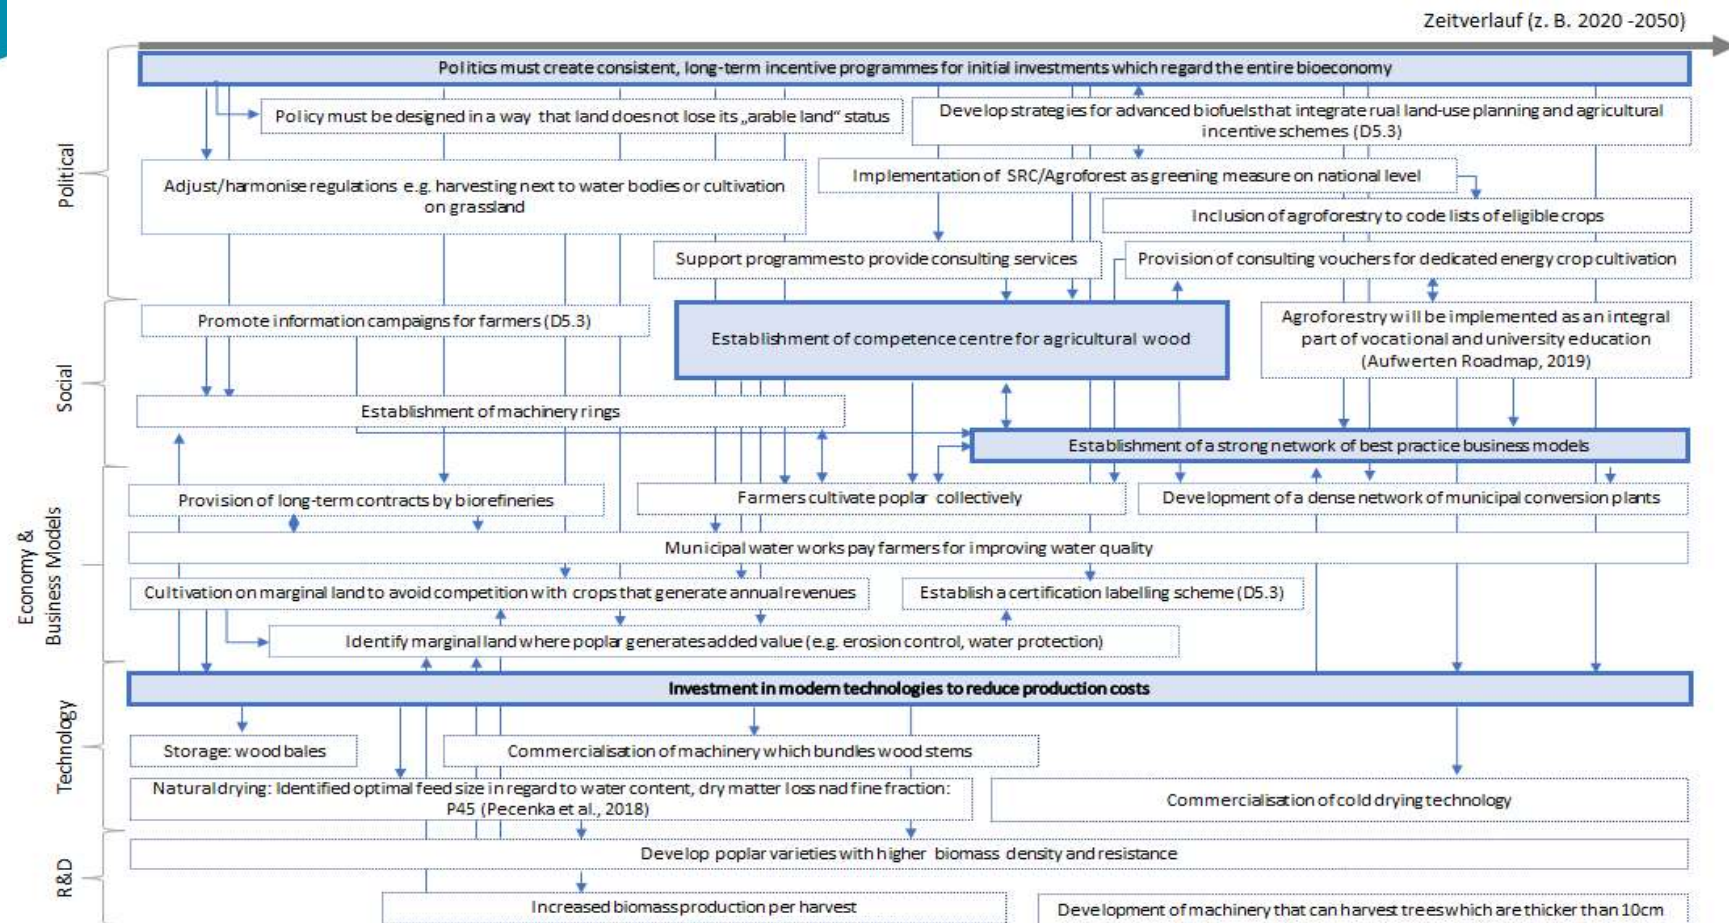 Zeitverlauf (z. B. 2020 -2050)
Politics must create consistent, long-term incentive programmes for initial investments which regard the entire bioeconomy
Political
Policy must be designed in a way that land does not lose its „arable land“ status
Develop strategies for advanced biofuels that integrate rual land-use planning and agricultural
incentive schemes (D5.3)
Adjust/harmonise regulations e.g. harvesting next to water bodies or cultivation
on grassland
Implementation of SRC/Agroforest as greening measure on national level
Inclusion of agroforestry to code lists of eligible crops
Support programmes to provide consulting services
Provision of consulting vouchers for dedicated energy crop cultivation
Social
Promote information campaigns for farmers (D5.3)
Establishment of competence centre for agricultural wood
Agroforestry will be implemented as an integral
part of vocational and university education
(Aufwerten Roadmap, 2019)
Establishment of machinery rings
Establishment of a strong network of best practice business models
Economy &
Business Models
Provision of long-term contracts by biorefineries
Farmers cultivate poplar collectively
Development of a dense network of municipal conversion plants
Municipal water works pay farmers for improving water quality
Cultivation on marginal land to avoid competition with crops that generate annual revenues
Establish a certification labelling scheme (D5.3)
Identify marginal land where poplar generates added value (e.g. erosion control, water protection)
Technology
Investment in modern technologies to reduce production costs
Storage: wood bales
Commercialisation of machinery which bundles wood stems
Natural drying: Identified optimal feed size in regard to water content, dry matter loss nad fine fraction:
P45 (Pecenka et al., 2018)
Commercialisation of cold drying technology
R&D
Develop poplar varieties with higher biomass density and resistance
Increased biomass production per harvest
Development of machinery that can harvest trees which are thicker than 10cm